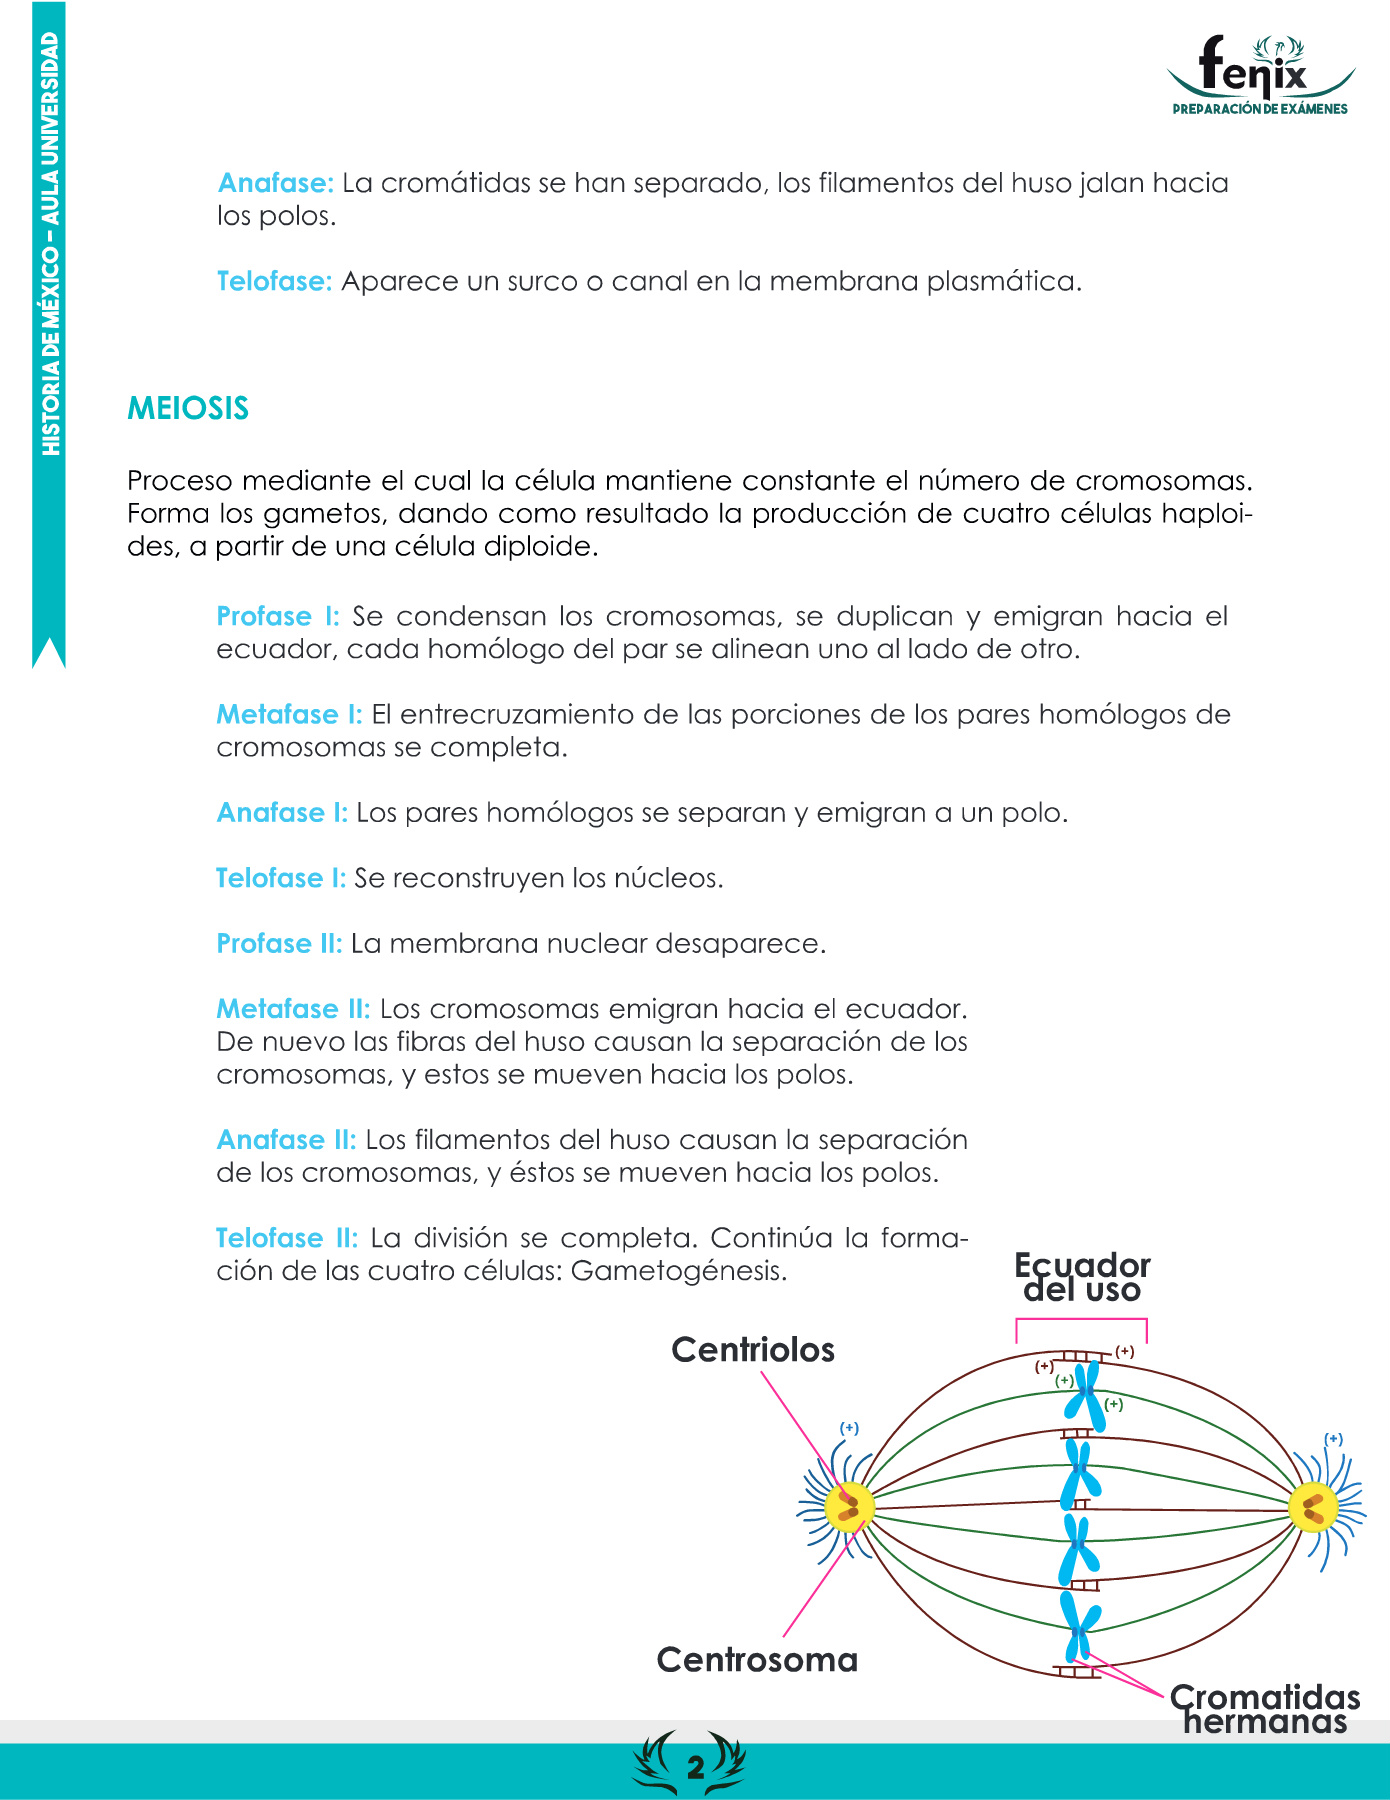 HISTORIA DE MÉXICO – AULA UNIVERSIDAD
fenix
PREPARACIÓN DE EXÁMENES
Anafase: La cromátidas se han separado, los filamentos del huso jalan hacia
los polos.
Telofase: Aparece un surco o canal en la membrana plasmática.
MEIOSIS
Proceso mediante el cual la célula mantiene constante el número de cromosomas.
Forma los gametos, dando como resultado la producción de cuatro células haploi-
des, a partir de una célula diploide.
Profase I: Se condensan los cromosomas, se duplican y emigran hacia el
ecuador, cada homólogo del par se alinean uno al lado de otro.
Metafase I: El entrecruzamiento de las porciones de los pares homólogos de
cromosomas se completa.
Anafase I: Los pares homólogos se separan y emigran a un polo.
Telofase I: Se reconstruyen los núcleos.
Profase II: La membrana nuclear desaparece.
Metafase II: Los cromosomas emigran hacia el ecuador.
De nuevo las fibras del huso causan la separación de los
cromosomas, y estos se mueven hacia los polos.
Anafase II: Los filamentos del huso causan la separación
de los cromosomas, y éstos se mueven hacia los polos.
Telofase II: La división se completa. Continúa la forma-
ción de las cuatro células: Gametogénesis.
Ecuador
del uso
Centriolos
(+)
(+)
(+)
(+)
(+)
(+)
Centrosoma
Cromatidas
hermanas
2